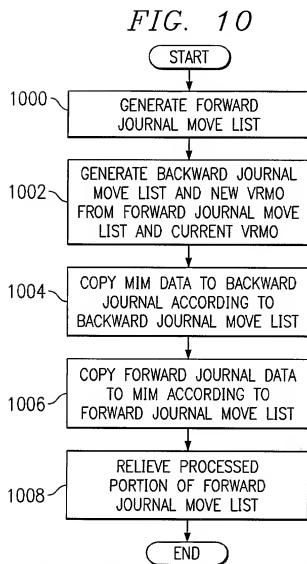 FIG. 10
START
1000
GENERATE FORWARD
JOURNAL MOVE LIST
1002
GENERATE BACKWARD JOURNAL
MOVE LIST AND NEW VRMO
FROM FORWARD JOURNAL MOVE
LIST AND CURRENT VRMO
1004
COPY MIM DATA TO BACKWARD
JOURNAL ACCORDING TO
BACKWARD JOURNAL MOVE LIST
1006
COPY FORWARD JOURNAL DATA
TO MIM ACCORDING TO
FORWARD JOURNAL MOVE LIST
1008
RELIEVE PROCESSED
PORTION OF FORWARD
JOURNAL MOVE LIST
END